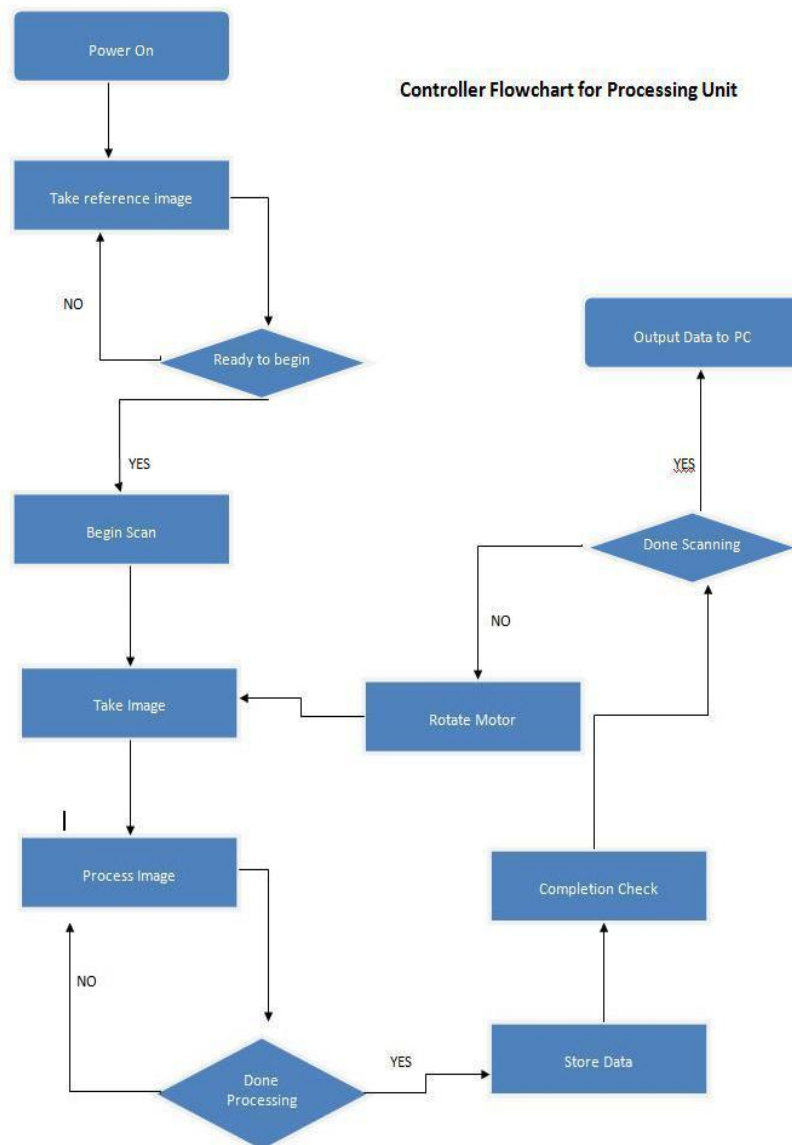 Power On
Controller Flowchart for Processing Unit
Take reference image
NO
Ready to begin
YES
Begin Scan
Take Image
Process Image
NO
Done
Processing
YES
Store Data
Completion Check
Done Scanning
NO
Rotate Motor
YES
Output Data to PC